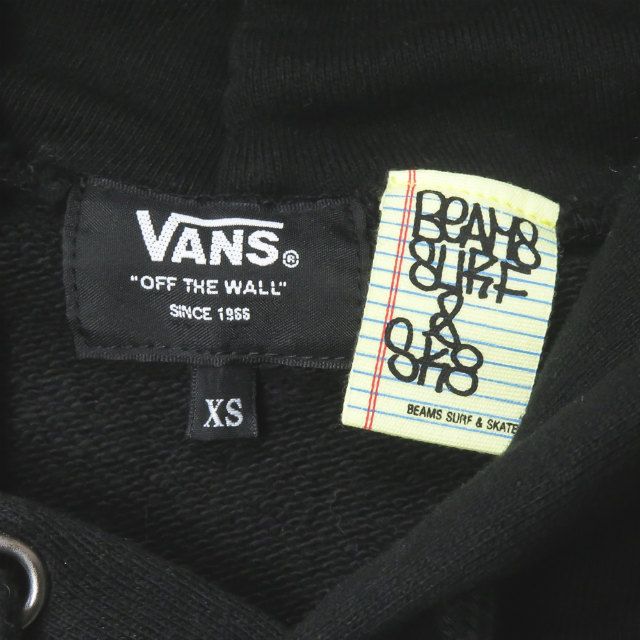 VANS®
"OFF THE WALL"
SINCE 1966
XS
BEAMS
SURF
&
SK8
BEAMS SURF & SKATE